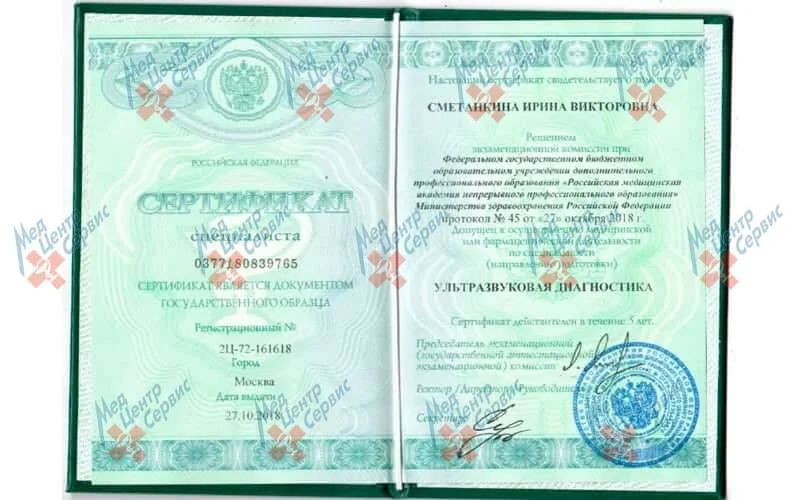 РОССИЙСКАЯ ФЕДЕРАЦИЯ
СЕРТИФИКАТ
специалиста
0377180839765
СЕРТИФИКАТ ЯВЛЯЕТСЯ ДОКУМЕНТОМ
ГОСУДАРСТВЕННОГО ОБРАЗЦА
Регистрационный №
2Ц-72-161618
Город
Москва
Дата выдачи
27.10.2018
Настоящий сертификат свидетельствует о том, что
СМЕТАНКИНА ИРИНА ВИКТОРОВНА
Решением
экзаменационной комиссии при
Федеральном государственном бюджетном
образовательном учреждении дополнительного
профессионального образования «Российская медицинская
академия непрерывного профессионального образования»
Министерства здравоохранения Российской Федерации
протокол № 45 от «27» октября 2018 г.
Допущен к осуществлению медицинской
или фармацевтической деятельности
по специальности
(направлению подготовки)
УЛЬТРАЗВУКОВАЯ ДИАГНОСТИКА
Сертификат действителен в течение 5 лет.
Председатель экзаменационной
(государственной аттестационной,
экзаменационной) комиссии
Ректор /Директор/ Руководитель
Секретарь
Мед Центр Сервис